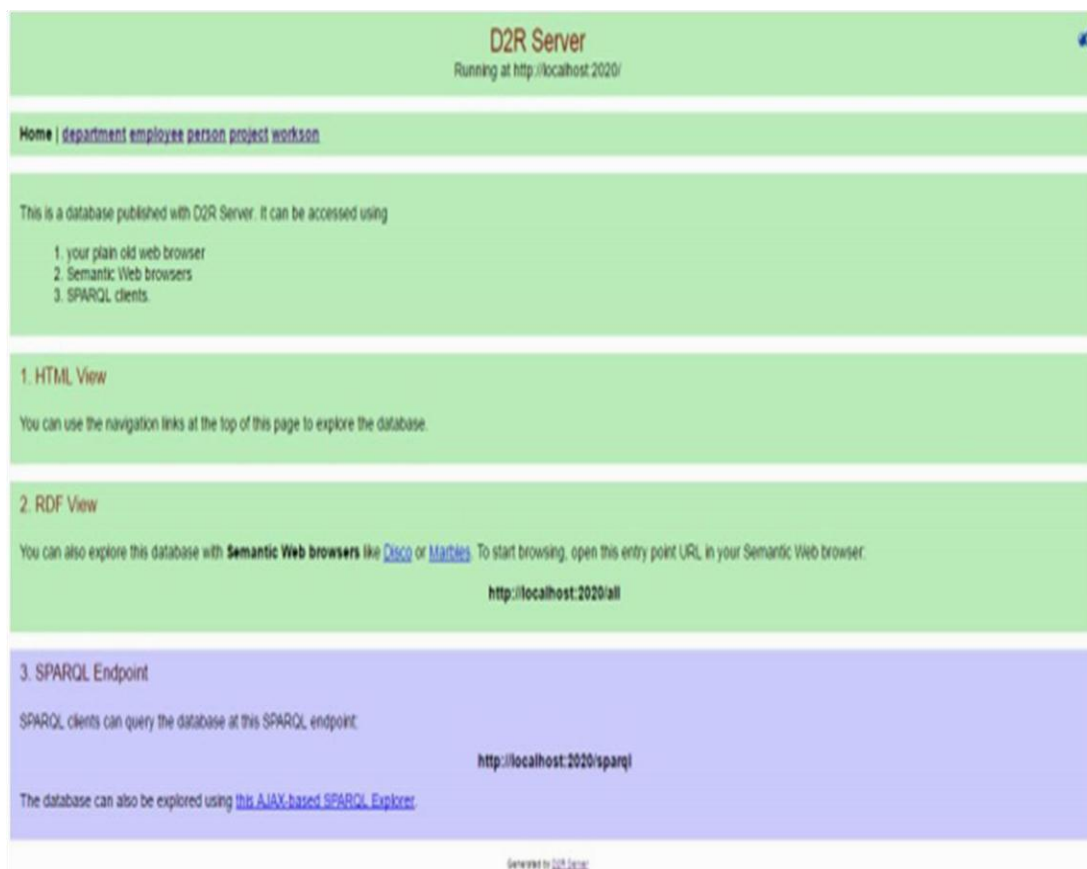 D2R Server
Running at http://localhost:2020/
Home | department employee person project workson
This is a database published with D2R Server. It can be accessed using
1. your plain old web browser
2. Semantic Web browsers
3. SPARQL clients.
1. HTML View
You can use the navigation links at the top of this page to explore the database.
2. RDF View
You can also explore this database with Semantic Web browsers like Disco or Marbles. To start browsing, open this entry point URL in your Semantic Web browser:
http://localhost:2020/all
3. SPARQL Endpoint
SPARQL clients can query the database at this SPARQL endpoint:
http://localhost:2020/sparql
The database can also be explored using this AJAX-based SPARQL Explorer.
Generated by D2R Server